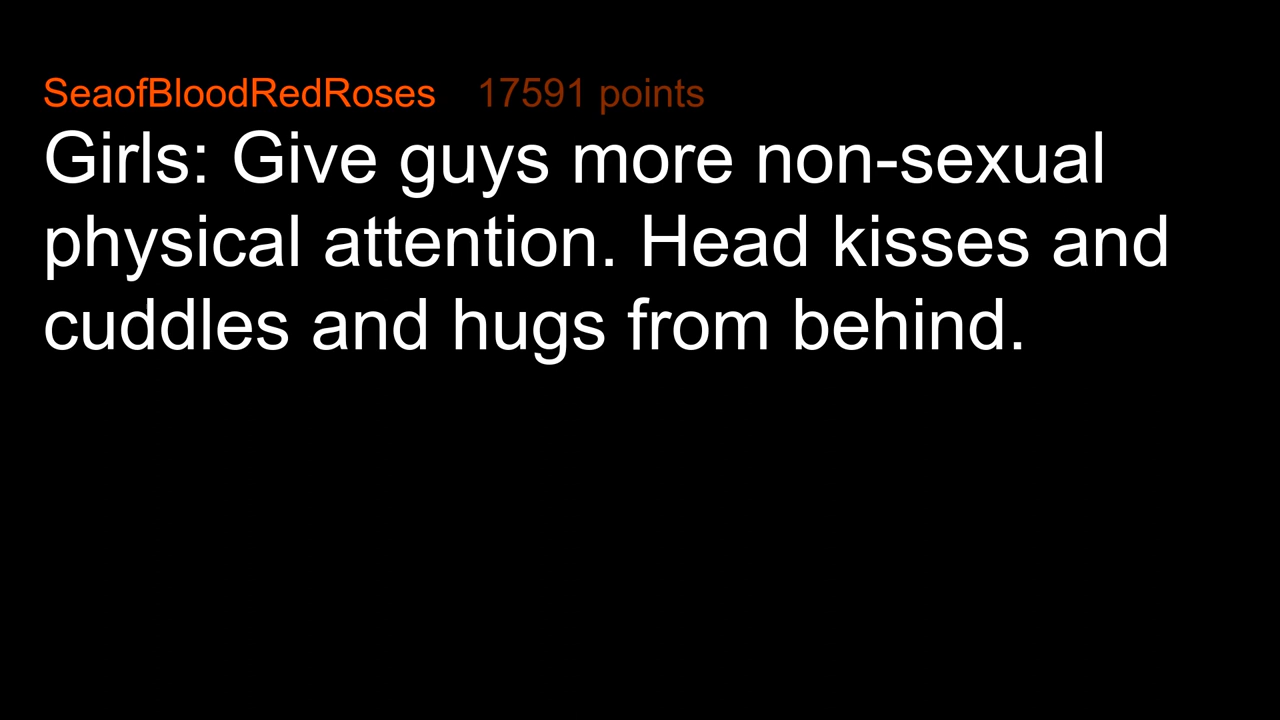 SeaofBloodRedRoses 17591 points
Girls: Give guys more non-sexual
physical attention. Head kisses and
cuddles and hugs from behind.